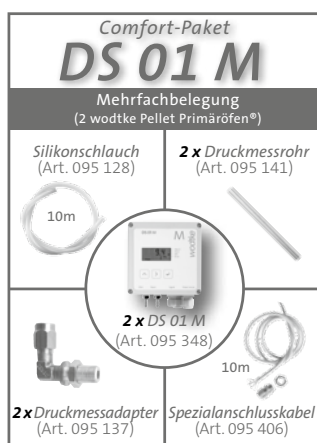 Comfort-Paket
DS 01 M
Mehrfachbelegung
(2 wodtke Pellet Primäröfen®)
Silikonschlauch
(Art. 095 128)
10m
2 x Druckmessrohr
(Art. 095 141)
M
wodtke
2 x DS 01 M
(Art. 095 348)
2 x Druckmessadapter
(Art. 095 137)
10m
Spezialanschlusskabel
(Art. 095 406)